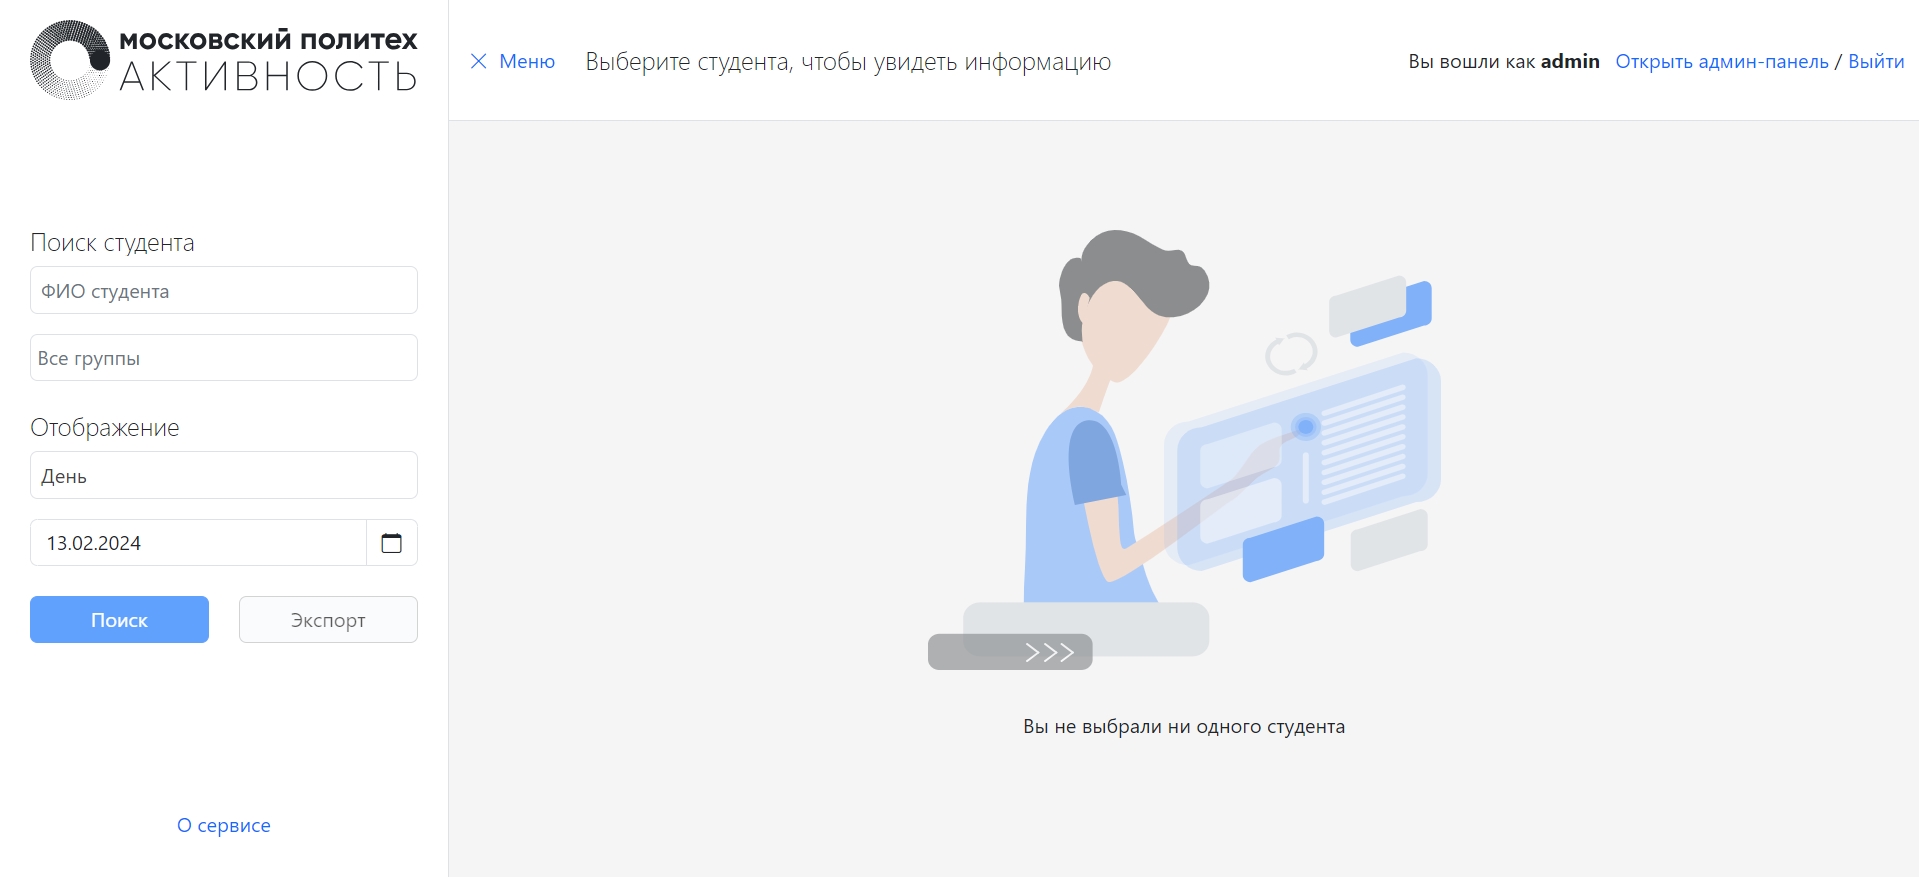 московский политех
АКТИВНОСТЬ
Меню
Выберите студента, чтобы увидеть информацию
Вы вошли как admin Открыть админ-панель / Выйти
Поиск студента
ФИО студента
Все группы
Отображение
День
13.02.2024
Поиск
Экспорт
О сервисе
Вы не выбрали ни одного студента